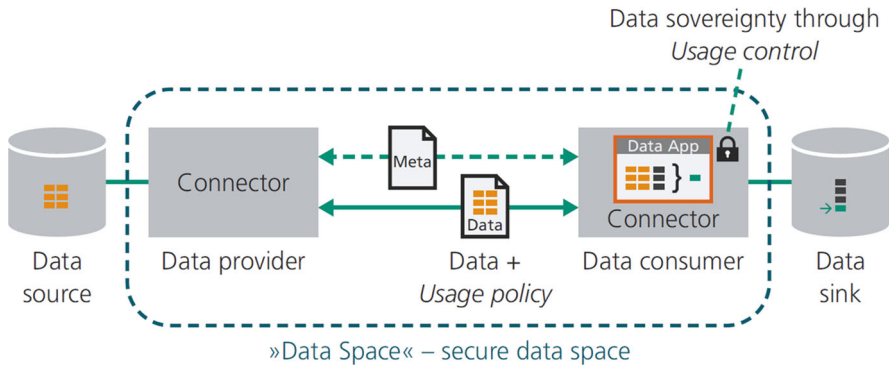 Data sovereignty through
Usage control
Data App
Meta
Connector
Data
Connector
Data
source
Data provider
Data +
Usage policy
Data consumer
Data
sink
»Data Space« – secure data space